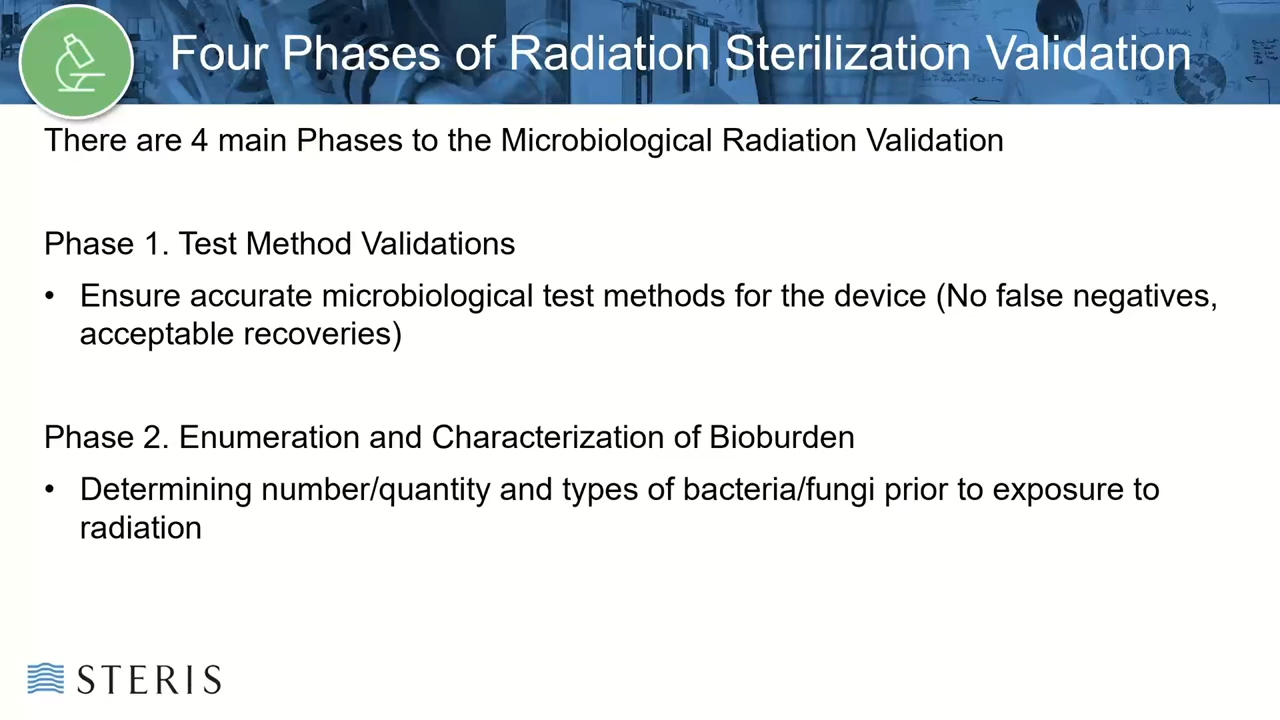 Four Phases of Radiation Sterilization Validation
There are 4 main Phases to the Microbiological Radiation Validation
Phase 1. Test Method Validations
• Ensure accurate microbiological test methods for the device (No false negatives,
acceptable recoveries)
Phase 2. Enumeration and Characterization of Bioburden
• Determining number/quantity and types of bacteria/fungi prior to exposure to
radiation
STERIS